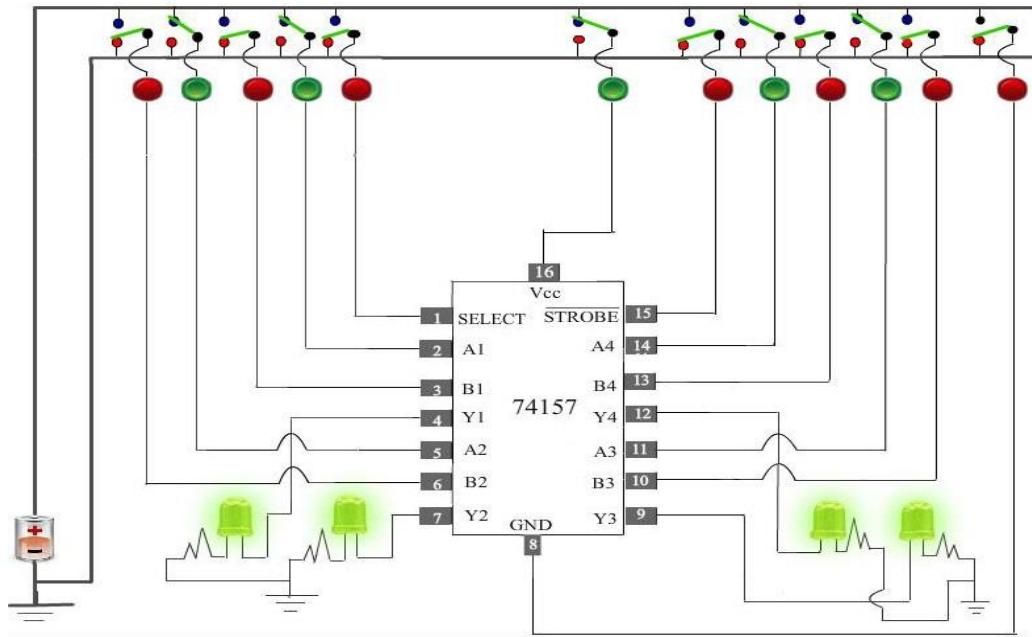 16
Vcc
1 SELECT STROBE 15
2 A1 A4 14
3 B1 B4 13
74157
4 Y1 Y4 12
5 A2 A3 11
6 B2 B3 10
7 Y2 Y3 9
GND
8
+
-